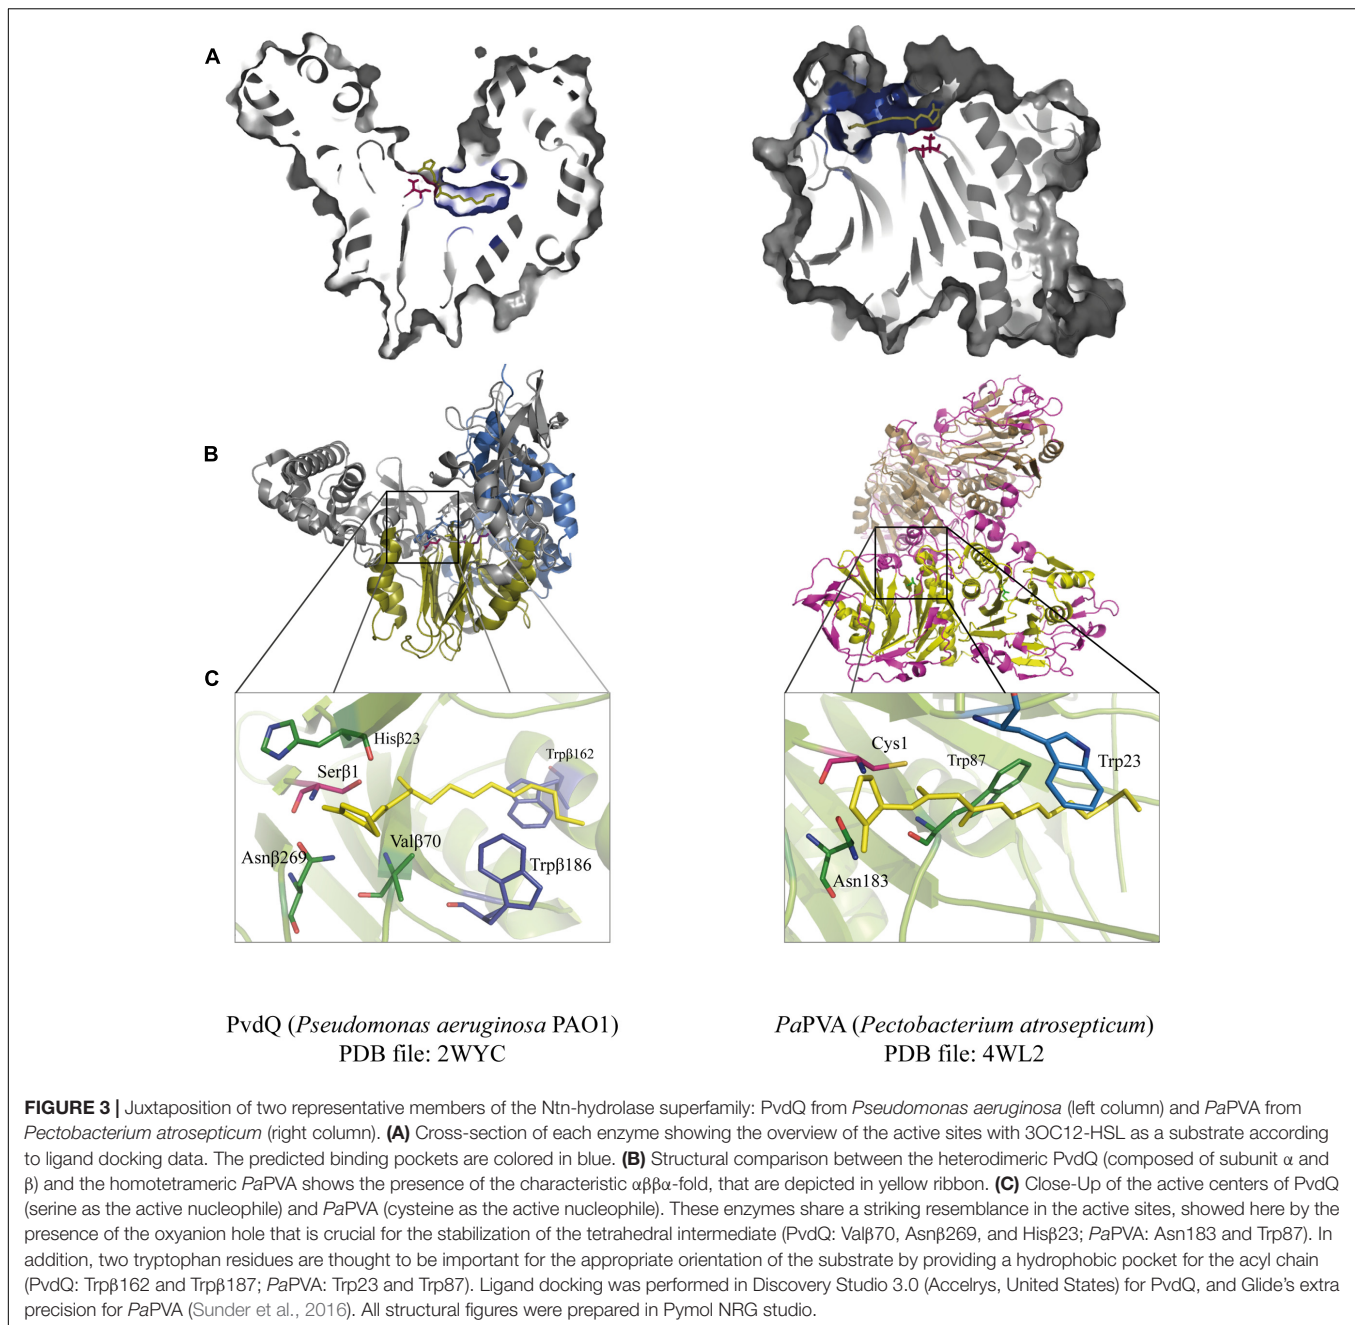 A
B
C
Hisβ23
Serβ1
Trpβ162
Asnβ269
Valβ70
Trpβ186
Cys1
Trp87
Trp23
Asn183
PvdQ (Pseudomonas aeruginosa PAO1)
PDB file: 2WYC
PaPVA (Pectobacterium atrosepticum)
PDB file: 4WL2
FIGURE 3 | Juxtaposition of two representative members of the Ntn-hydrolase superfamily: PvdQ from Pseudomonas aeruginosa (left column) and PaPVA from
Pectobacterium atrosepticum (right column). (A) Cross-section of each enzyme showing the overview of the active sites with 3OC12-HSL as a substrate according
to ligand docking data. The predicted binding pockets are colored in blue. (B) Structural comparison between the heterodimeric PvdQ (composed of subunit α and
β) and the homotetrameric PaPVA shows the presence of the characteristic αββα-fold, that are depicted in yellow ribbon. (C) Close-Up of the active centers of PvdQ
(serine as the active nucleophile) and PaPVA (cysteine as the active nucleophile). These enzymes share a striking resemblance in the active sites, showed here by the
presence of the oxyanion hole that is crucial for the stabilization of the tetrahedral intermediate (PvdQ: Valβ70, Asnβ269, and Hisβ23; PaPVA: Asn183 and Trp87). In
addition, two tryptophan residues are thought to be important for the appropriate orientation of the substrate by providing a hydrophobic pocket for the acyl chain
(PvdQ: Trpβ162 and Trpβ187; PaPVA: Trp23 and Trp87). Ligand docking was performed in Discovery Studio 3.0 (Accelrys, United States) for PvdQ, and Glide's extra
precision for PaPVA (Sunder et al., 2016). All structural figures were prepared in Pymol NRG studio.